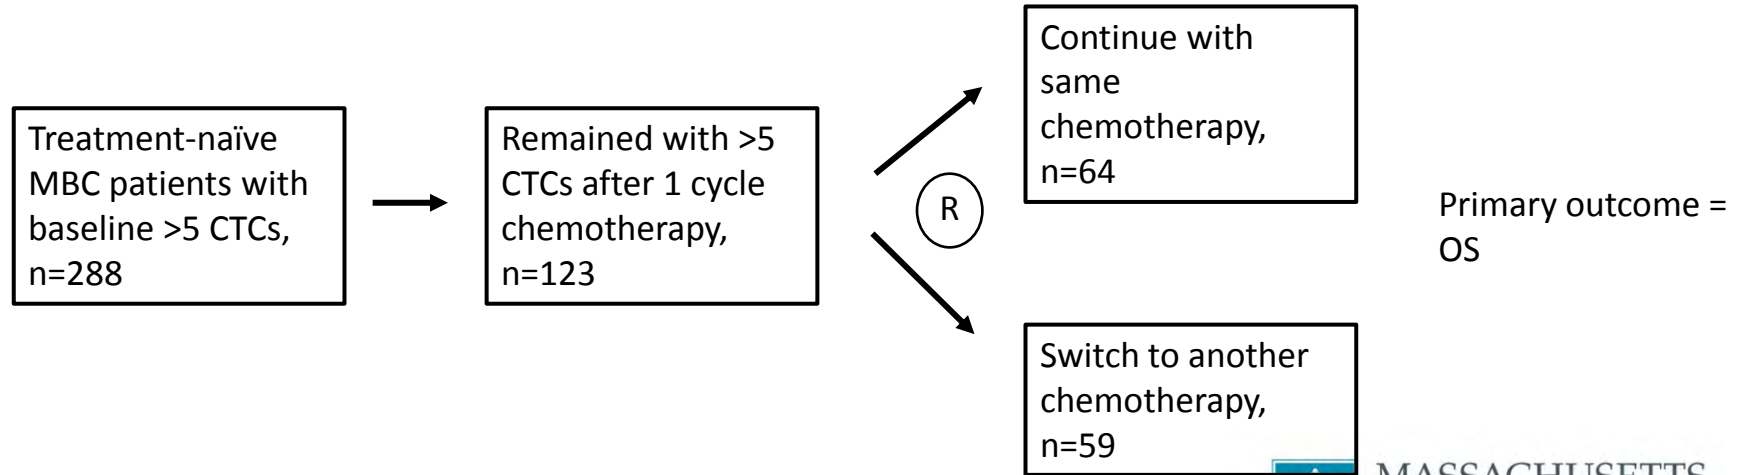 Treatment-naïve
MBC patients with
baseline >5 CTCs,
n=288
Remained with >5
CTCs after 1 cycle
chemotherapy,
n=123
R
Continue with
same
chemotherapy,
n=64
Switch to another
chemotherapy,
n=59
Primary outcome =
OS
MASSACHUSETTS